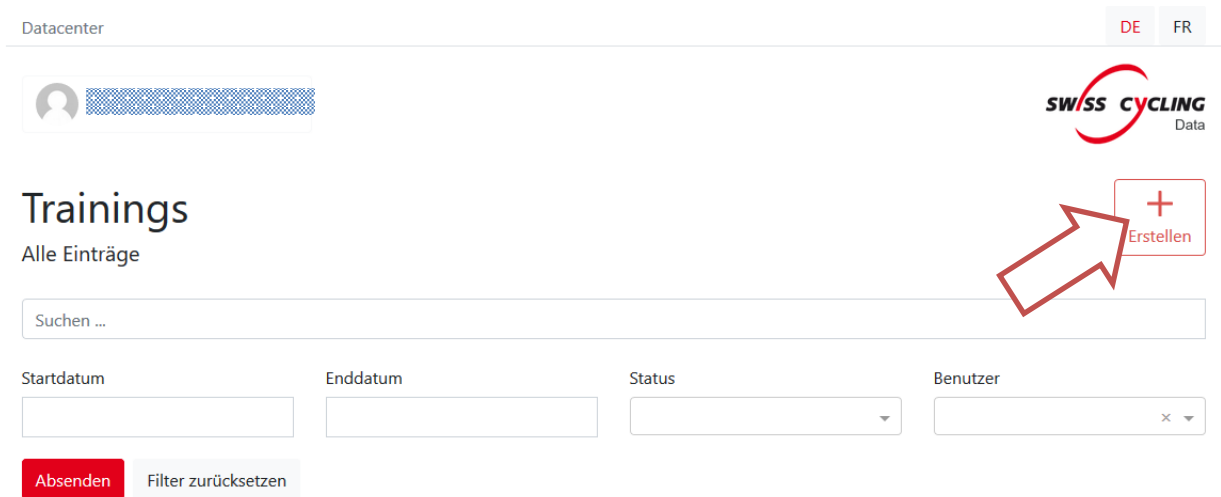 Datacenter
DE FR
SWISS CYCLING
Data
Trainings
Erstellen
Alle Einträge
Suchen ...
Startdatum Enddatum Status Benutzer
Absenden Filter zurücksetzen